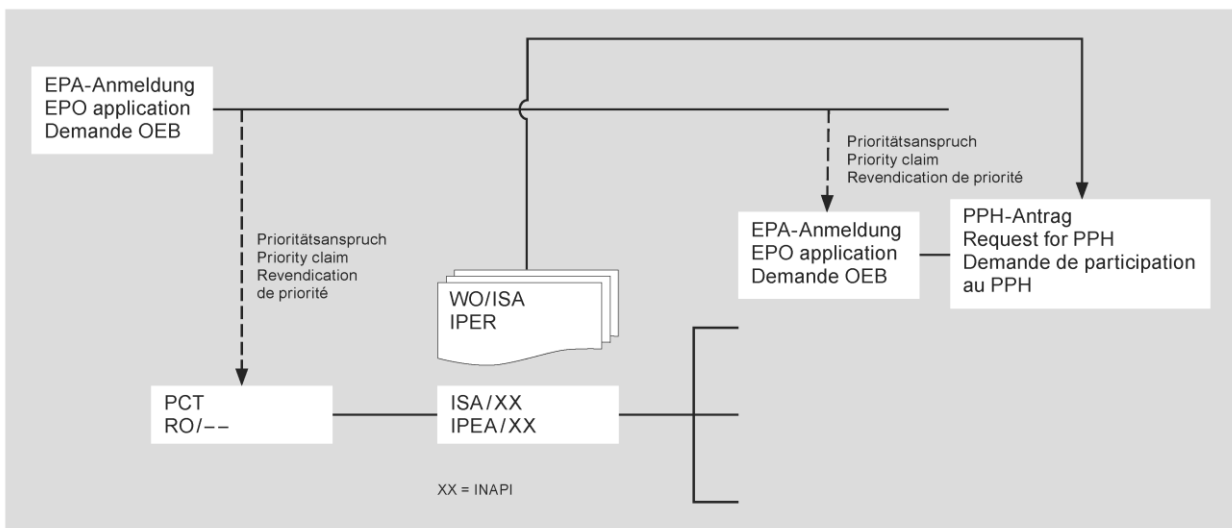 EPA-Anmeldung
EPO application
Demande OEB
Prioritätsanspruch
Priority claim
Revendication
de priorité
Prioritätsanspruch
Priority claim
Revendication de priorité
EPA-Anmeldung
EPO application
Demande OEB
PPH-Antrag
Request for PPH
Demande de participation
au PPH
WO/ISA
IPER
PCT
RO/––
ISA/XX
IPEA/XX
XX = INAPI